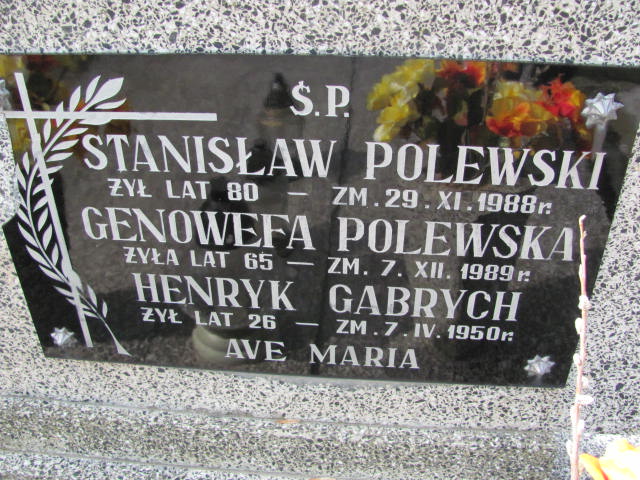 Ś.P.
STANISŁAW POLEWSKI
ŻYŁ LAT 80 — ZM. 29. XI. 1988r.
GENOWEFA POLEWSKA
ŻYŁA LAT 65 — ZM. 7. XII. 1989r.
HENRYK GABRYCH
ŻYŁ LAT 26 — ZM. 7. IV. 1950r.
AVE MARIA